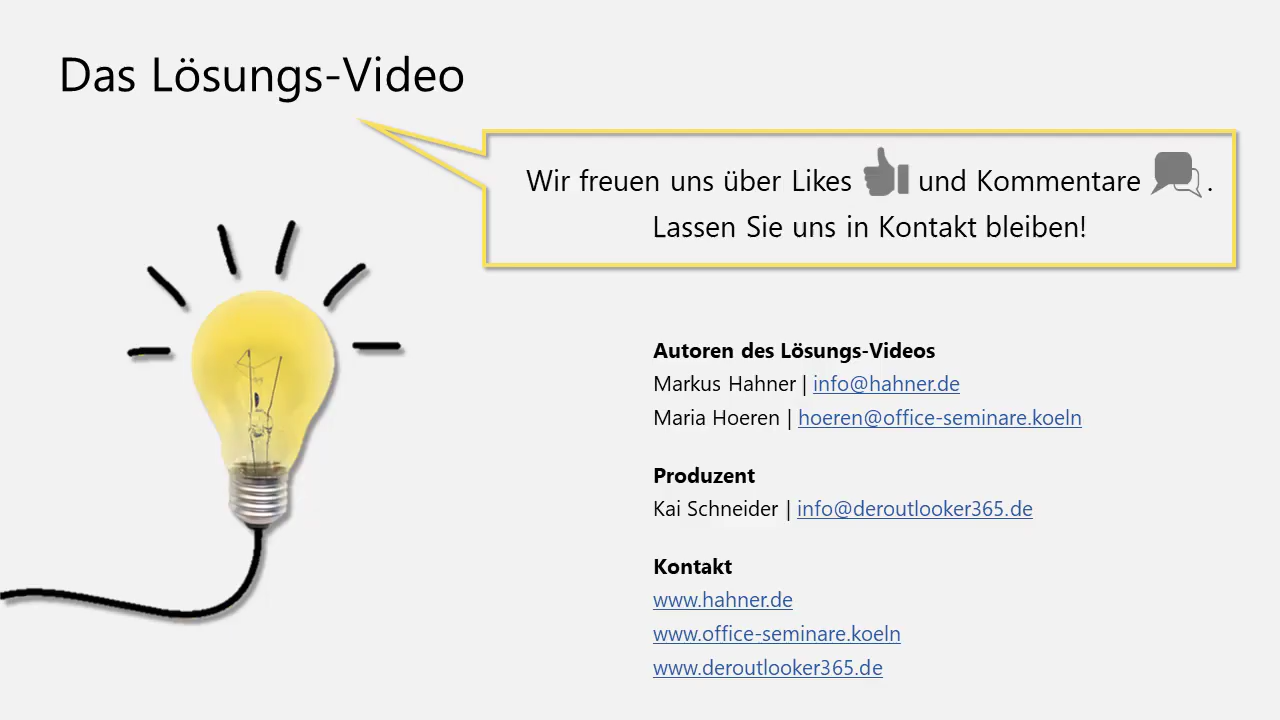 Das Lösungs-Video
Wir freuen uns über Likes und Kommentare .
Lassen Sie uns in Kontakt bleiben!
Autoren des Lösungs-Videos
Markus Hahner | info@hahner.de
Maria Hoeren | hoeren@office-seminare.koeln
Produzent
Kai Schneider | info@deroutlooker365.de
Kontakt
www.hahner.de
www.office-seminare.koeln
www.deroutlooker365.de